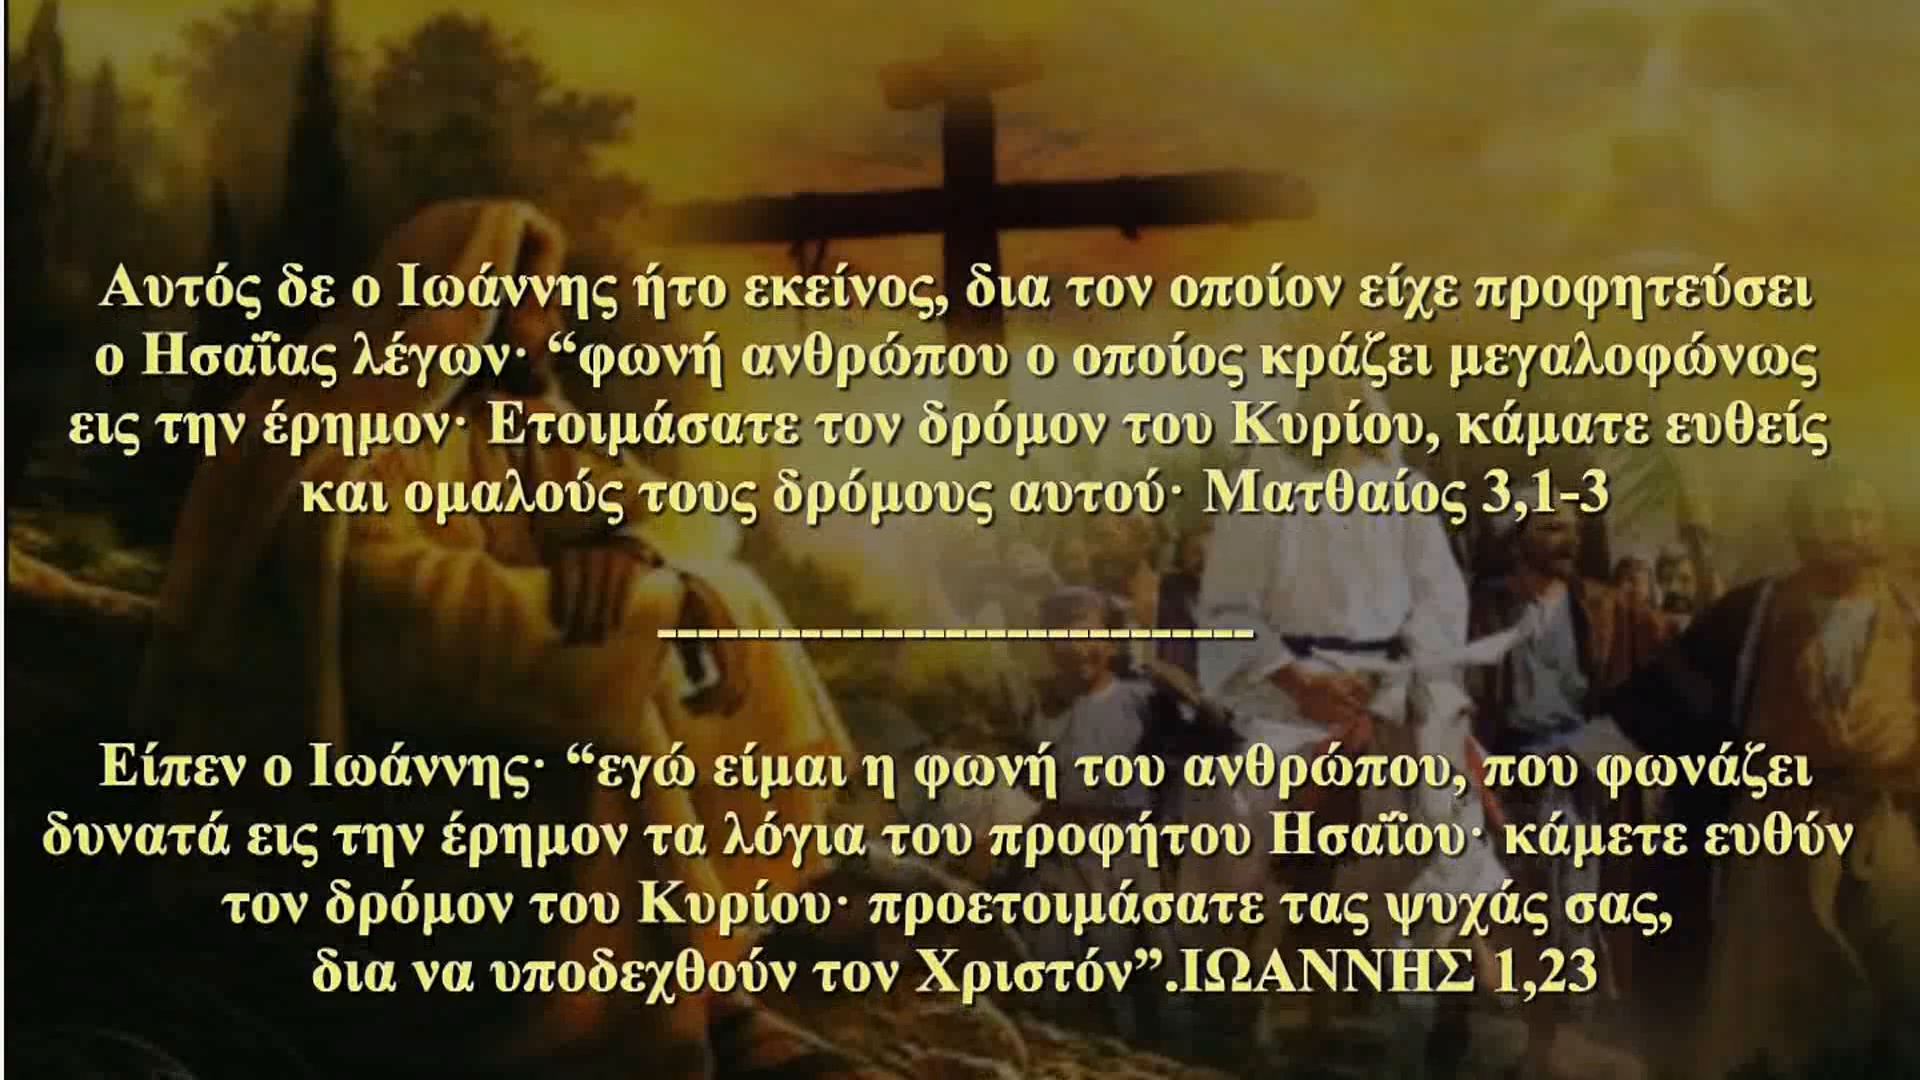 Αυτός δε ο Ιωάννης ήτο εκείνος, δια τον οποίον είχε προφητεύσει
ο Ησαΐας λέγων· “φωνή ανθρώπου ο οποίος κράζει μεγαλοφώνως
εις την έρημον· Ετοιμάσατε τον δρόμον του Κυρίου, κάματε ευθείς
και ομαλούς τους δρόμους αυτού· Ματθαίος 3,1-3
-----------------------------
Είπεν ο Ιωάννης· “εγώ είμαι η φωνή του ανθρώπου, που φωνάζει
δυνατά εις την έρημον τα λόγια του προφήτου Ησαΐου· κάμετε ευθύν
τον δρόμον του Κυρίου· προετοιμάσατε τας ψυχάς σας,
δια να υποδεχθούν τον Χριστόν”.ΙΩΑΝΝΗΣ 1,23